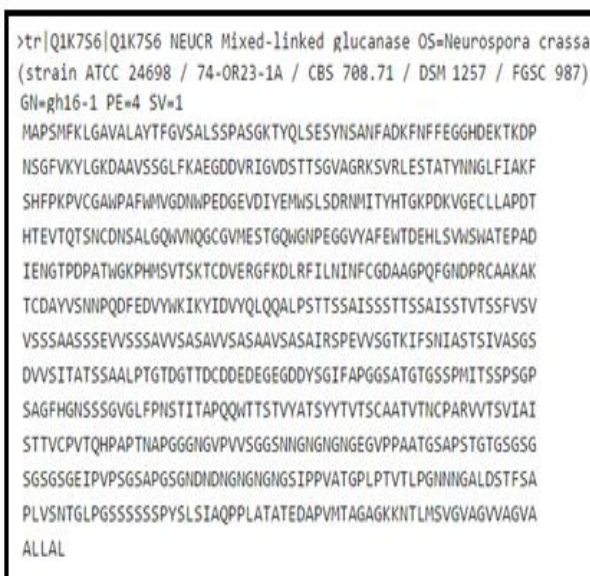 >tr|Q1K7S6|Q1K7S6 NEUCR Mixed-linked glucanase OS=Neurospora crassa
(strain ATCC 24698 / 74-OR23-1A / CBS 708.71 / DSM 1257 / FGSC 987)
GN=gh16-1 PE=4 SV=1
MAPSMFKLGAVALAYTFGVSALSSPASGKTYQLSESYNSANFADKFNFFEGGHDEKTKDP
NSGFVKYLGKDAAVSSGLFKAEGDDVRIGVDSTTSGVAGRKSVRLESTATYNNGLFIAKF
SHFPKPVCGAWPAFWMVGDNWPEDGEVDIYEMWSLSDRNMITYHTGKPDKVGECLLAPDT
HTEVTQTSNCDNSALGQWVNQGCGVMESTGQWGNPEGGVYAFEWTDEHLSVWSWATEPAD
IENGTPDPATWGKPHMSVTSKTCDVERGFKDLRFILNINFCGDAAGPQFGNDPRCAAKAK
TCDAYVSNNPQDFEDVYWKIKYIDVYQLQQALPSTTSSAISSSTTSSAISSTVTSSFVSV
VSSSAASSSEVVSSSAVVSASAVVSASAAVSASAIRSPEVVSGTKIFSNIASTSIVASGS
DVVSITATSSAALPTGTDGTTDCDDEDEGEGDDYSGIFAPGGSATGTGSSPMITSSPSGP
SAGFHGNSSSGVGLFPNSTITAPQQWTTSTVYATSYYTVTSCAATVTNCPARVVTSVIAI
STTVCPVTQHPAPTNAPGGGNGVPVVSGGSNNGNGNGNGEGVPPAATGSAPSTGTGSGSG
SGSGSGEIPVPSGSAPGSGNDNDNGNGNGNGSIPPVATGPLPTVTLPGNNNGALDSTFSA
PLVSNTGLPGSSSSSSPYSLSIAQPPLATATEDAPVMTAGAGKKNTLMSVGVAGVVAGVA
ALLAL